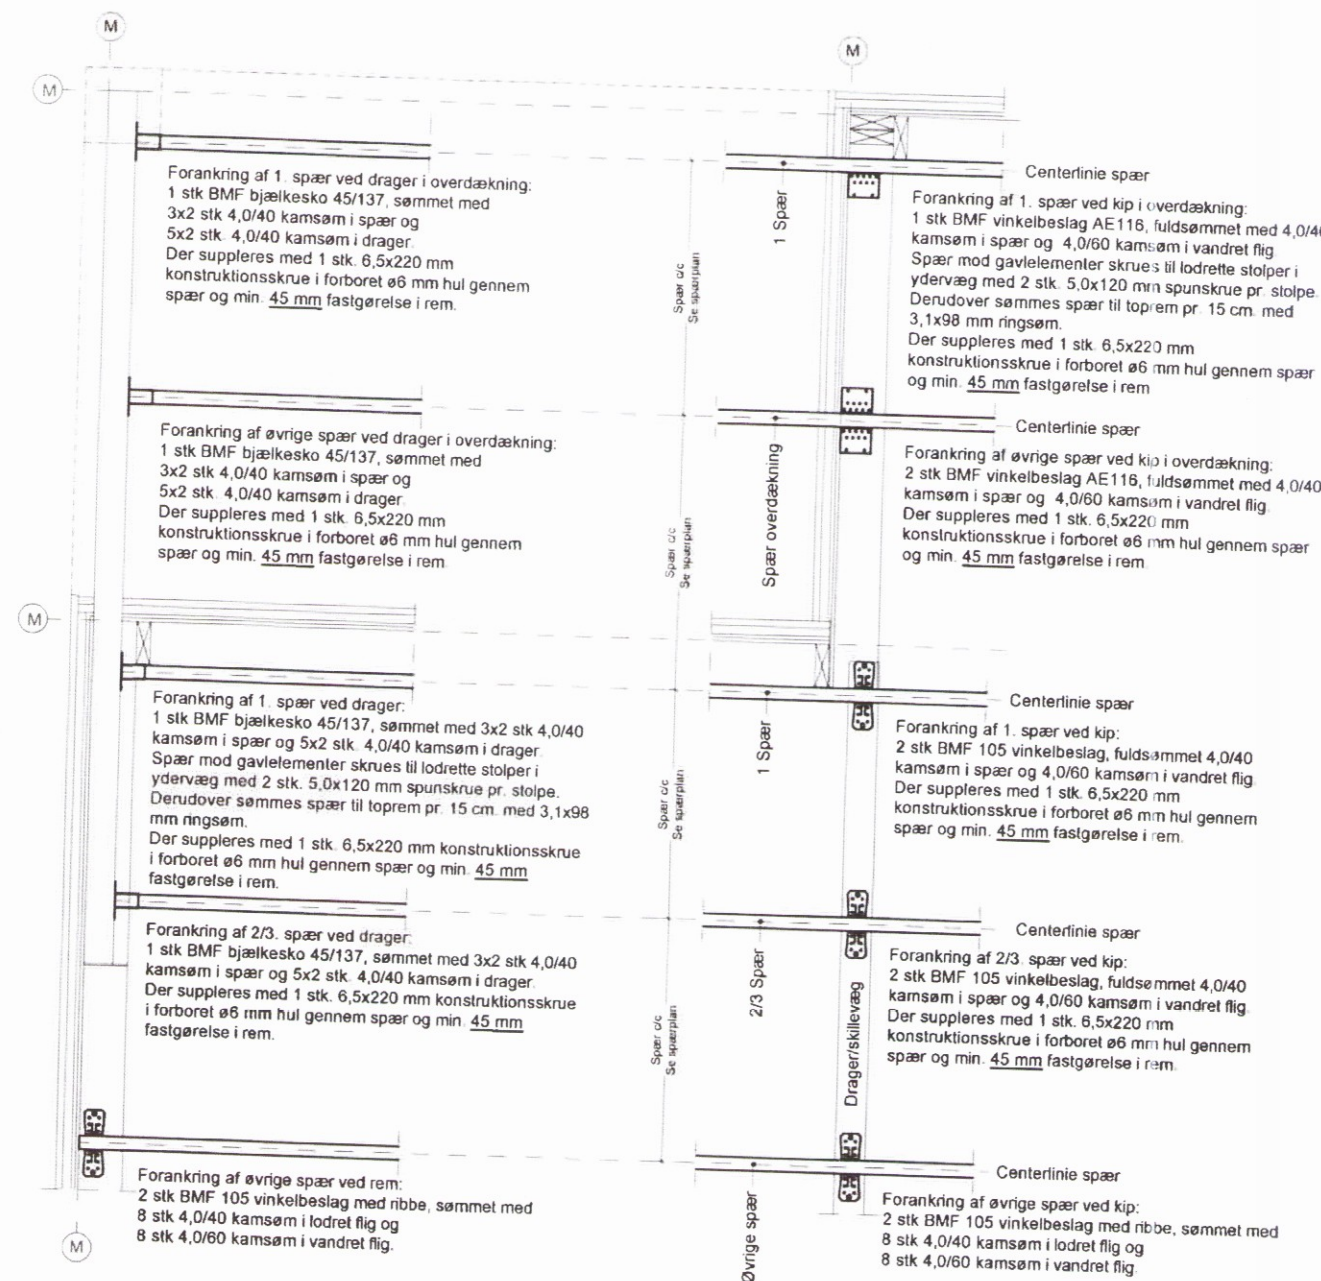 M
M
M
Forankring af 1. spær ved drager i overdækning:
1 stk BMF bjælkesko 45/137, sømmet med
3x2 stk 4,0/40 kamsøm i spær og
5x2 stk. 4,0/40 kamsøm i drager.
Der suppleres med 1 stk. 6,5x220 mm
konstruktionsskrue i forboret ø6 mm hul gennem
spær og min. 45 mm fastgørelse i rem.
Spær c/c
Se spærplan
1 Spær
Centerlinie spær
Forankring af 1. spær ved kip i overdækning:
1 stk BMF vinkelbeslag AE116, fuldsømmet med 4,0/40
kamsøm i spær og 4,0/60 kamsøm i vandret flig.
Spær mod gavlelementer skrues til lodrette stolper i
ydervæg med 2 stk. 5,0x120 mm spunskrue pr. stolpe.
Derudover sømmes spær til toprem pr. 15 cm. med
3,1x98 mm ringsøm.
Der suppleres med 1 stk. 6,5x220 mm
konstruktionsskrue i forboret ø6 mm hul gennem spær
og min. 45 mm fastgørelse i rem
Forankring af øvrige spær ved drager i overdækning:
1 stk BMF bjælkesko 45/137, sømmet med
3x2 stk 4,0/40 kamsøm i spær og
5x2 stk. 4,0/40 kamsøm i drager.
Der suppleres med 1 stk. 6,5x220 mm
konstruktionsskrue i forboret ø6 mm hul gennem
spær og min. 45 mm fastgørelse i rem.
Spær c/c
Se spærplan
Spær overdækning
Centerlinie spær
Forankring af øvrige spær ved kip i overdækning:
2 stk BMF vinkelbeslag AE116, fuldsømmet med 4,0/40
kamsøm i spær og 4,0/60 kamsøm i vandret flig.
Der suppleres med 1 stk. 6,5x220 mm
konstruktionsskrue i forboret ø6 mm hul gennem spær
og min. 45 mm fastgørelse i rem.
M
Forankring af 1. spær ved drager:
1 stk BMF bjælkesko 45/137, sømmet med 3x2 stk 4,0/40
kamsøm i spær og 5x2 stk. 4,0/40 kamsøm i drager.
Spær mod gavlelementer skrues til lodrette stolper i
ydervæg med 2 stk. 5,0x120 mm spunskrue pr. stolpe.
Derudover sømmes spær til toprem pr. 15 cm. med 3,1x98
mm ringsøm.
Der suppleres med 1 stk. 6,5x220 mm konstruktionsskrue
i forboret ø6 mm hul gennem spær og min. 45 mm
fastgørelse i rem.
Spær c/c
Se spærplan
1 Spær
Centerlinie spær
Forankring af 1. spær ved kip:
2 stk BMF 105 vinkelbeslag, fuldsømmet 4,0/40
kamsøm i spær og 4,0/60 kamsøm i vandret flig.
Der suppleres med 1 stk. 6,5x220 mm
konstruktionsskrue i forboret ø6 mm hul gennem
spær og min. 45 mm fastgørelse i rem.
Forankring af 2/3. spær ved drager:
1 stk BMF bjælkesko 45/137, sømmet med 3x2 stk 4,0/40
kamsøm i spær og 5x2 stk. 4,0/40 kamsøm i drager.
Der suppleres med 1 stk. 6,5x220 mm konstruktionsskrue
i forboret ø6 mm hul gennem spær og min. 45 mm
fastgørelse i rem.
Spær c/c
Se spærplan
2/3 Spær
Drager/skillevæg
Centerlinie spær
Forankring af 2/3. spær ved kip:
2 stk BMF 105 vinkelbeslag, fuldsømmet 4,0/40
kamsøm i spær og 4,0/60 kamsøm i vandret flig.
Der suppleres med 1 stk. 6,5x220 mm
konstruktionsskrue i forboret ø6 mm hul gennem
spær og min. 45 mm fastgørelse i rem.
Forankring af øvrige spær ved rem:
2 stk BMF 105 vinkelbeslag med ribbe, sømmet med
8 stk 4,0/40 kamsøm i lodret flig og
8 stk 4,0/60 kamsøm i vandret flig.
M
Øvrige spær
Centerlinie spær
Forankring af øvrige spær ved kip:
2 stk BMF 105 vinkelbeslag med ribbe, sømmet med
8 stk 4,0/40 kamsøm i lodret flig og
8 stk 4,0/60 kamsøm i vandret flig.